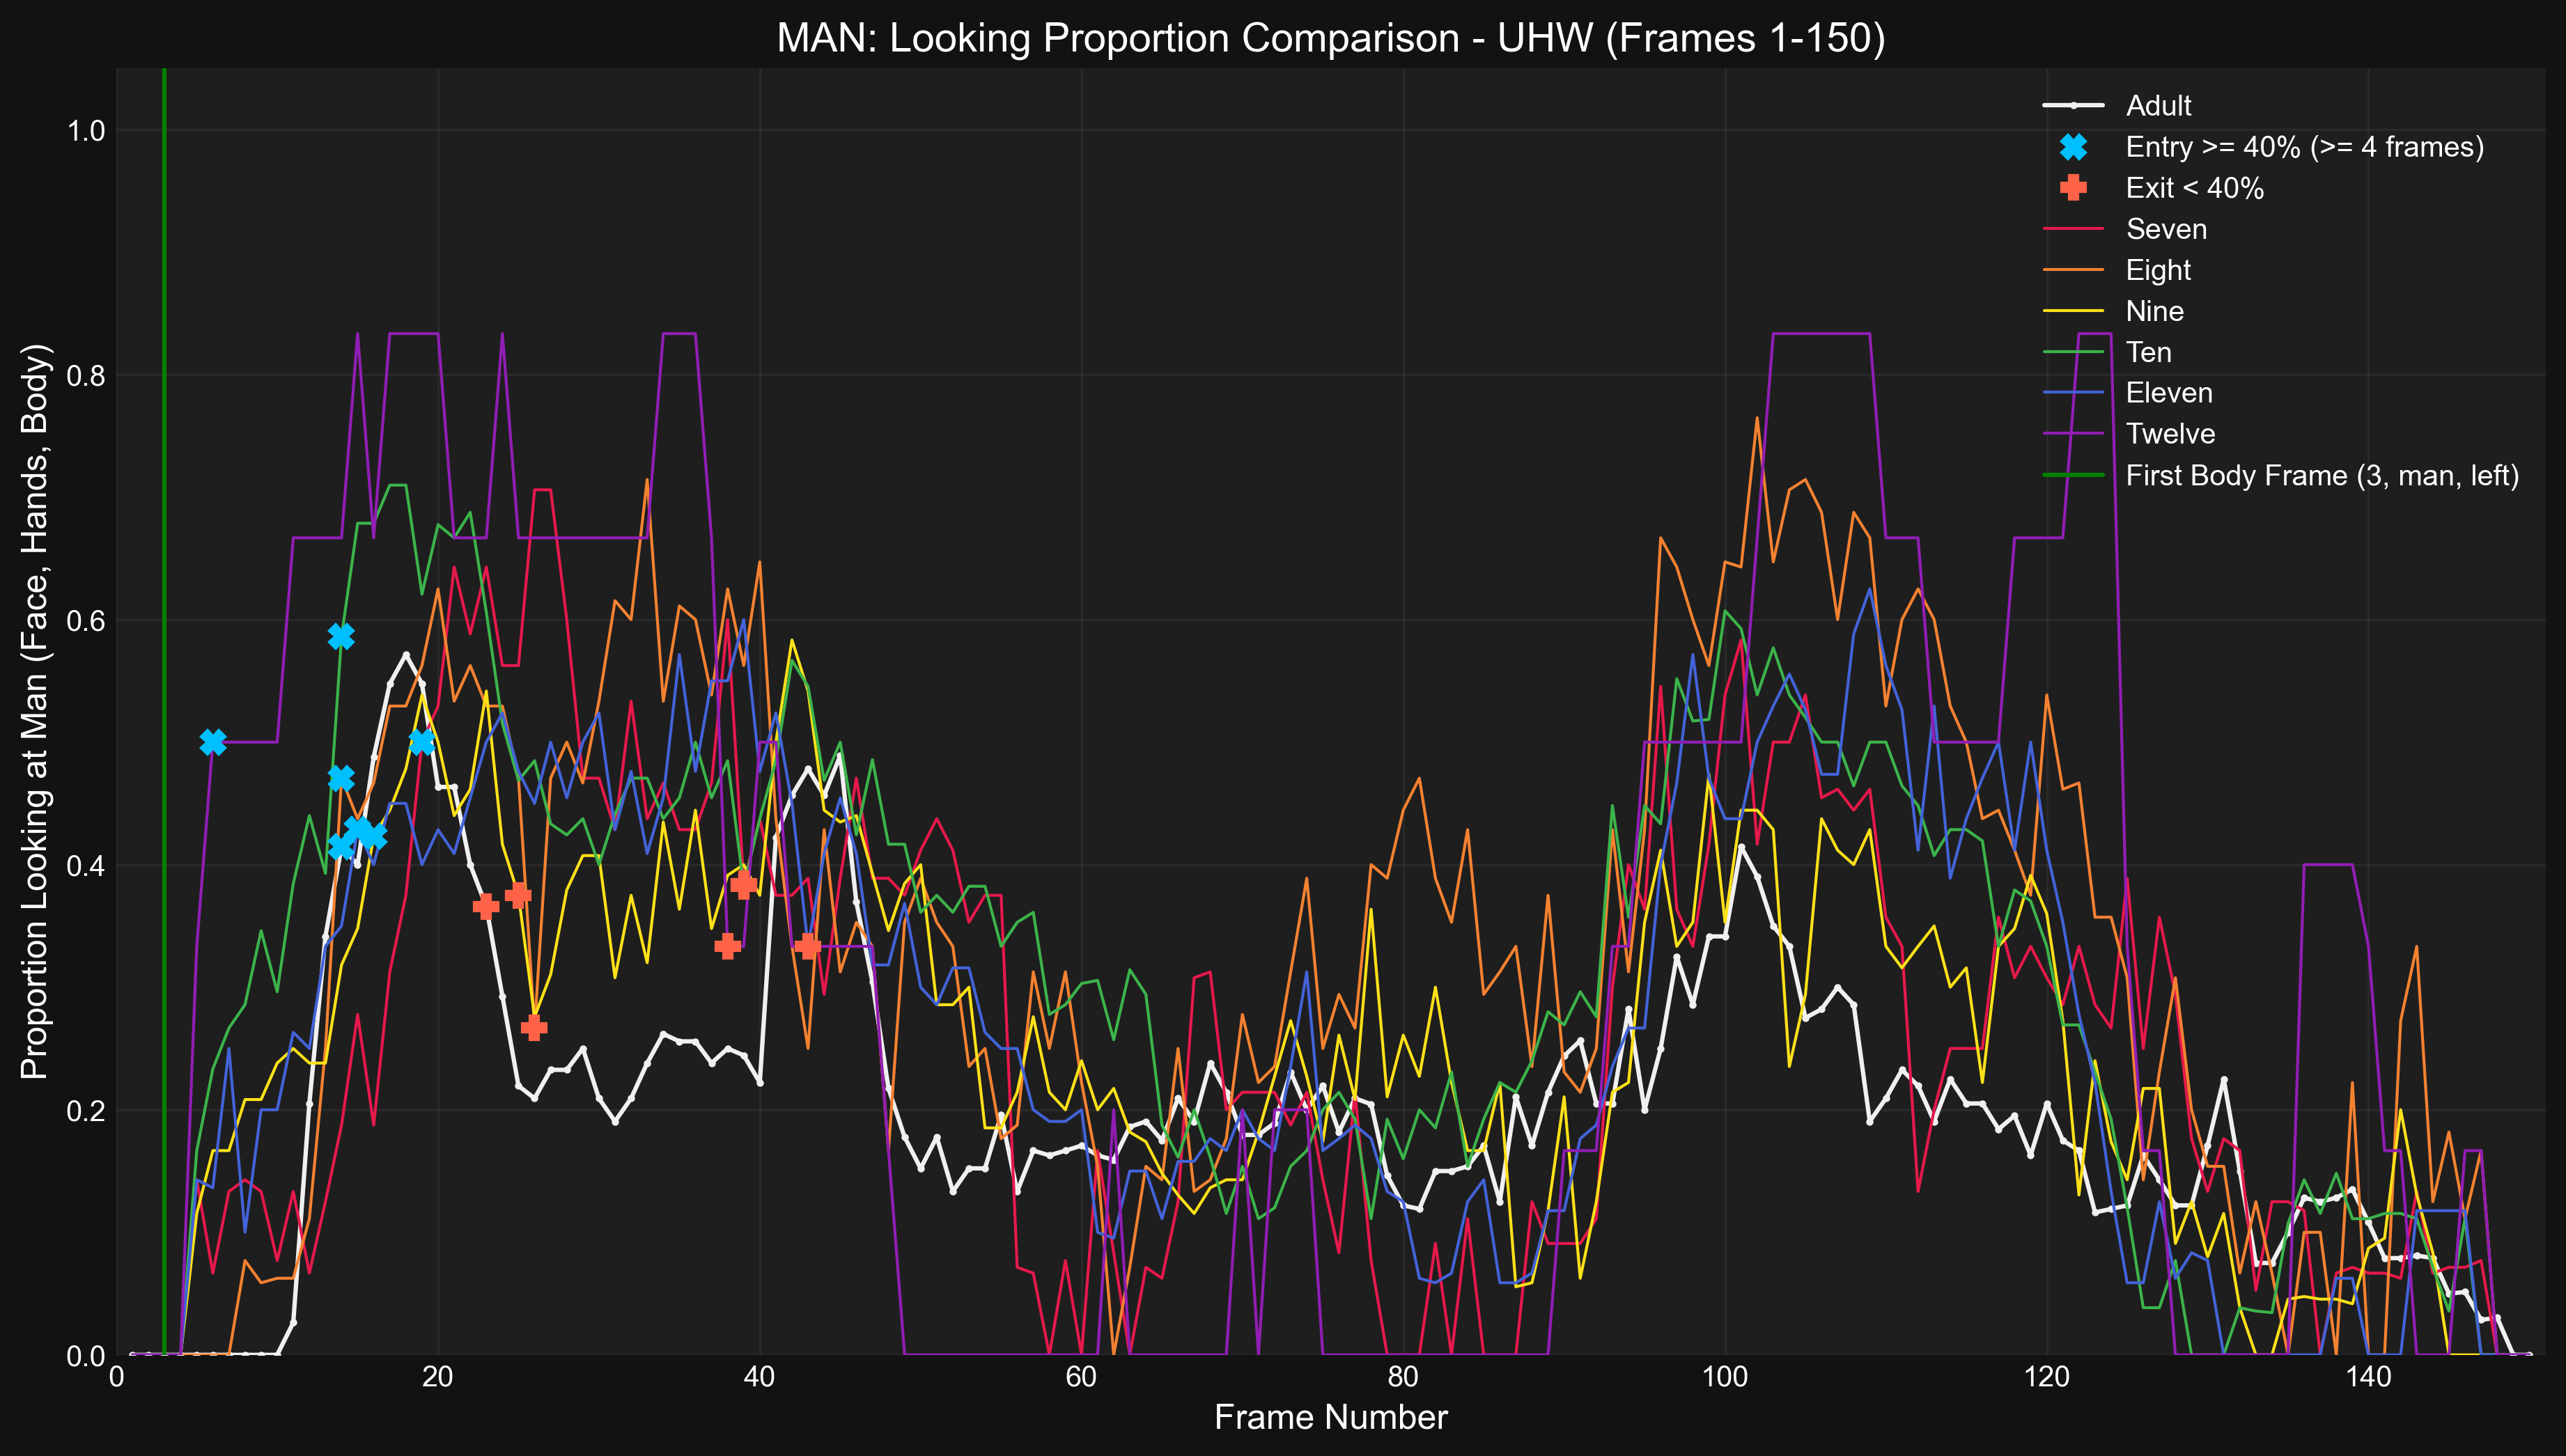 MAN: Looking Proportion Comparison - UHW (Frames 1-150)
Adult
Entry >= 40% (>= 4 frames)
Exit < 40%
Seven
Eight
Nine
Ten
Eleven
Twelve
First Body Frame (3, man, left)
Proportion Looking at Man (Face, Hands, Body)
1.0
0.8
0.6
0.4
0.2
0.0
0
20
40
60
80
100
120
140
Frame Number